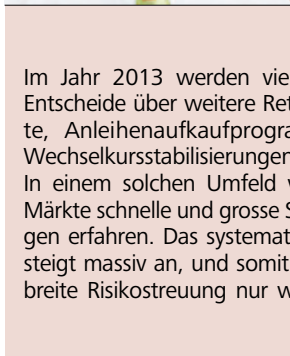 Im Jahr 2013 werden vie
Entscheide über weitere Ret
te, Anleihenaufkaufprogra
Wechselkursstabilisierungen
In einem solchen Umfeld
Märkte schnelle und grosse S
gen erfahren. Das systemat
steigt massiv an, und somit
breite Risikostreuung nur w